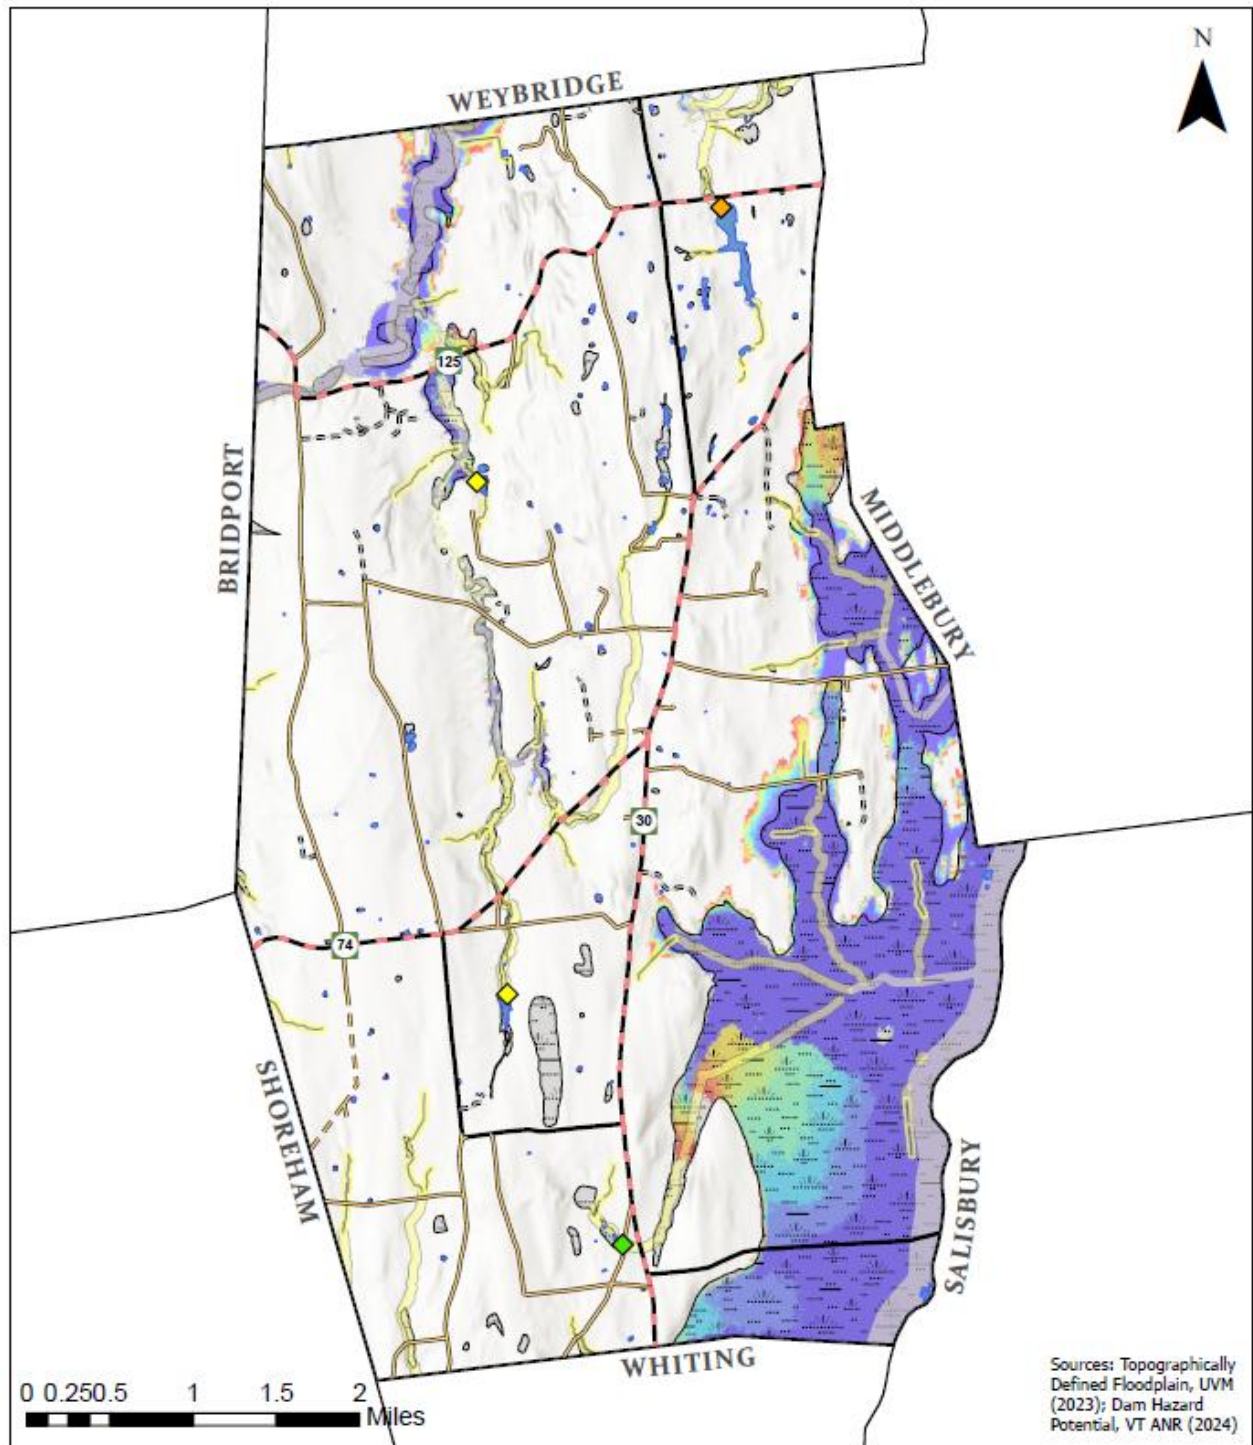 N
WEYBRIDGE
125
BRIDPORT
MIDDLEBURY
30
74
SHOREHAM
SALISBURY
WHITING
0 0.250.5 1 1.5 2
Miles
Sources: Topographically
Defined Floodplain, UVM
(2023); Dam Hazard
Potential, VT ANR (2024)